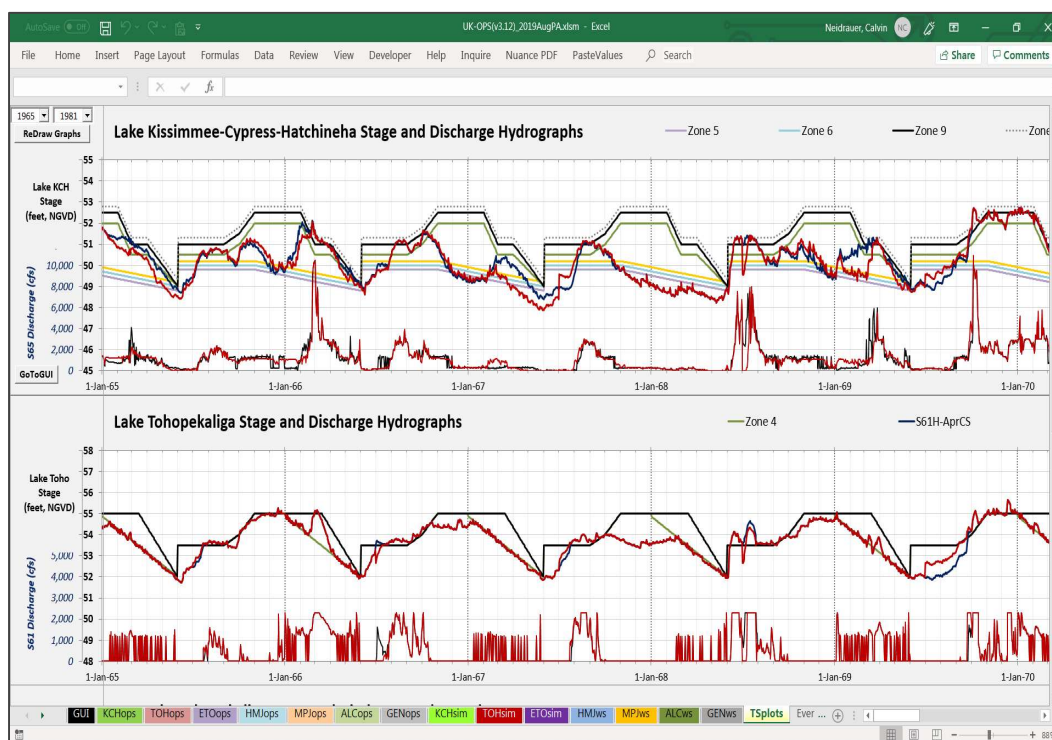 AutoSave Off UK-OPS(v3.12)_2019AugPA.xlsm - Excel Neidrauer, Calvin NC
File Home Insert Page Layout Formulas Data Review View Developer Help Inquire Nuance PDF PasteValues Search Share Comments
fx
1965 1981
ReDraw Graphs
Lake Kissimmee-Cypress-Hatchineha Stage and Discharge Hydrographs
Zone 5 Zone 6 Zone 9 Zone
Lake KCH
Stage
(feet, NGVD)
55
54
53
52
51
50
49
48
47
46
45
S65 Discharge (cfs)
10,000
8,000
6,000
4,000
2,000
0
GoToGUI
1-Jan-65 1-Jan-66 1-Jan-67 1-Jan-68 1-Jan-69 1-Jan-70
Lake Tohopekaliga Stage and Discharge Hydrographs
Zone 4 S61H-AprCS
Lake Toho
Stage
(feet, NGVD)
58
57
56
55
54
53
52
51
50
49
48
S61 Discharge (cfs)
5,000
4,000
3,000
2,000
1,000
0
1-Jan-65 1-Jan-66 1-Jan-67 1-Jan-68 1-Jan-69 1-Jan-70
GUI KCHops TOHops ETOops HMJops MPJops ALCops GENops KCHsim TOHsim ETOsim HMJws MPJws ALCws GENws TSplots Ever ...
88%